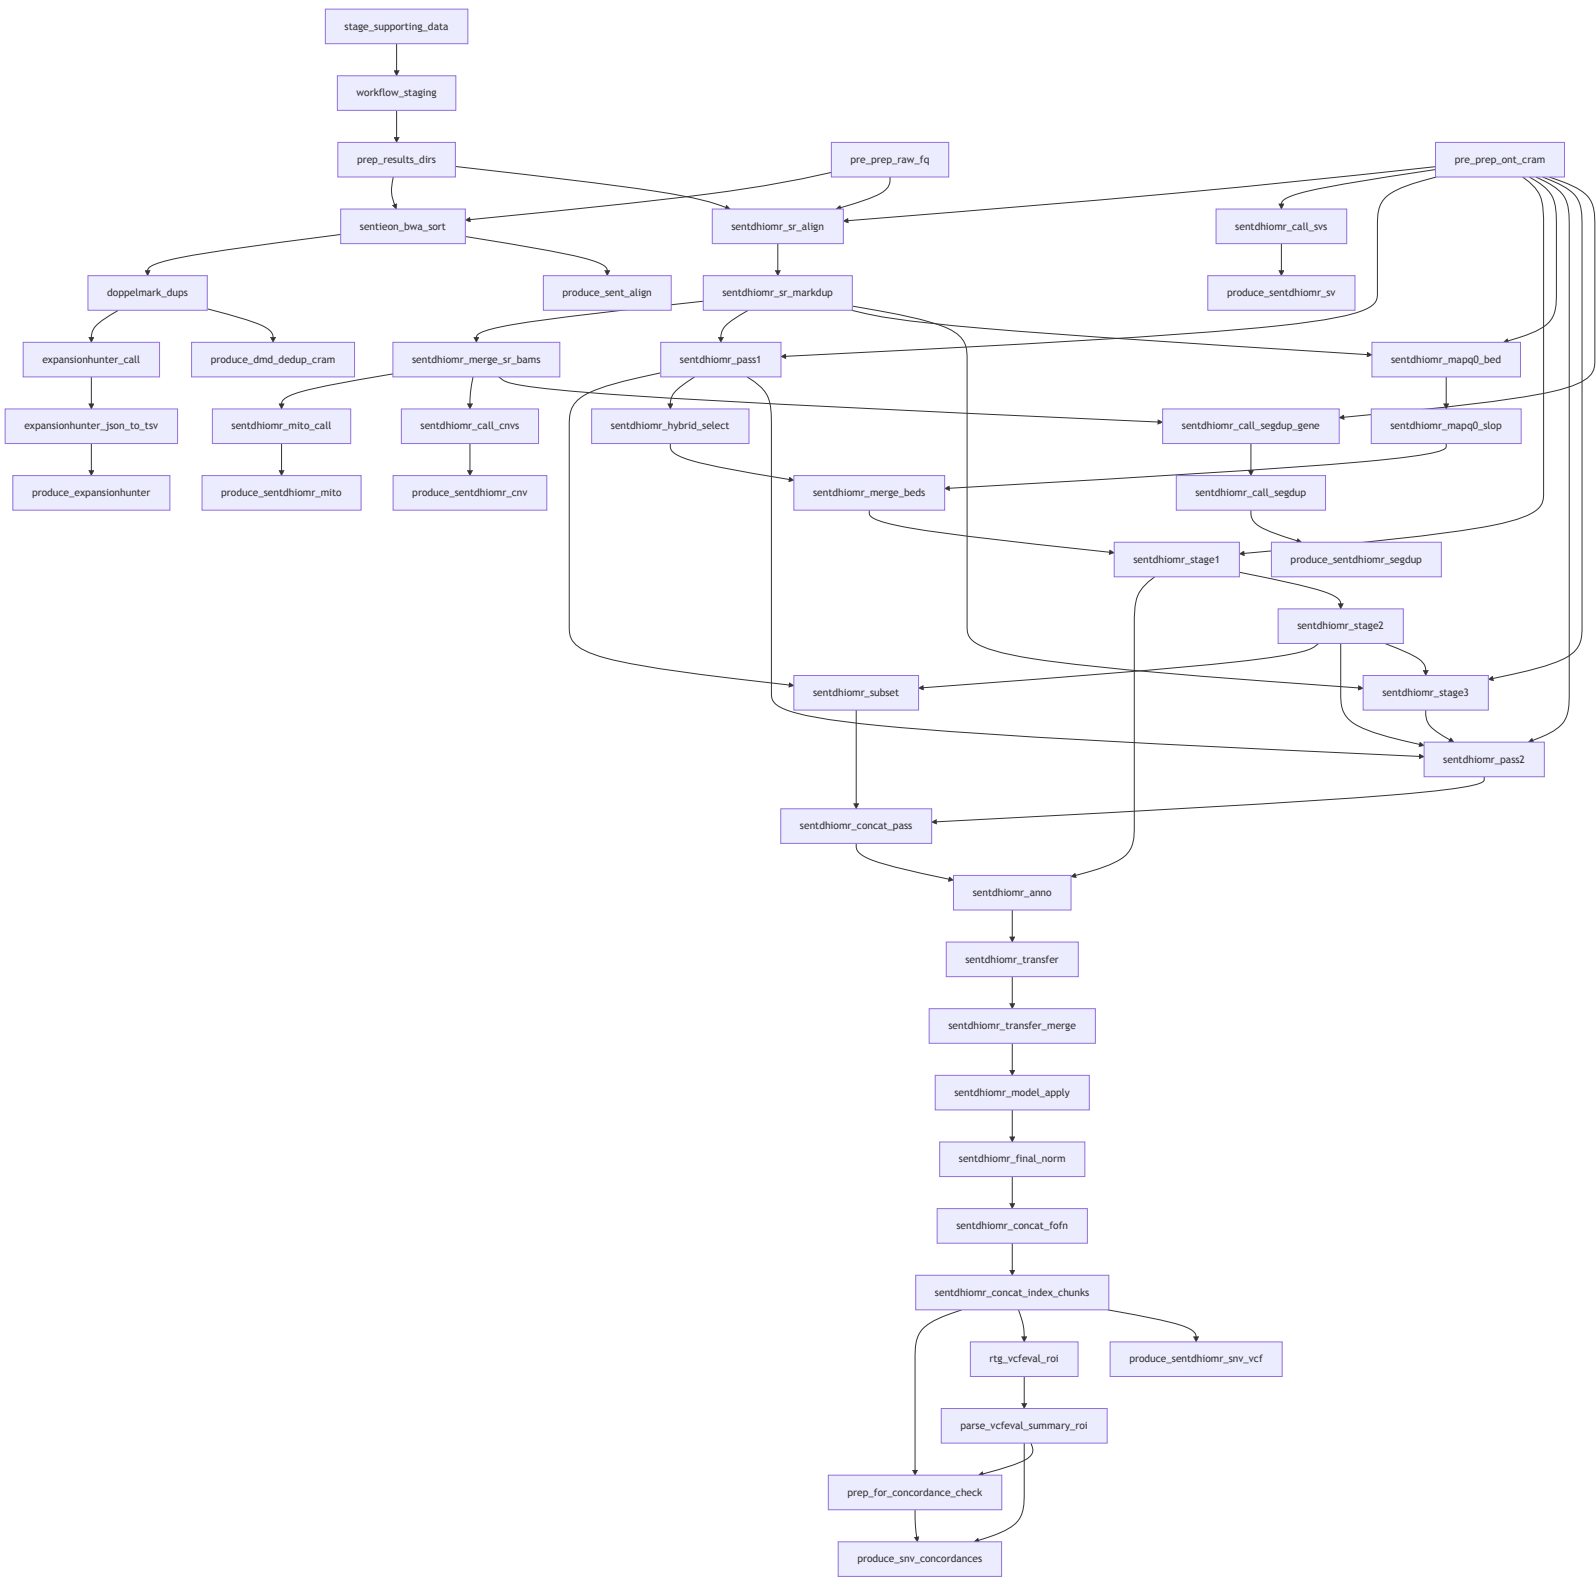 stage_supporting_data
workflow_staging
prep_results_dirs
pre_prep_raw_fq
pre_prep_ont_cram
sentieon_bwa_sort
sentdhiomr_sr_align
sentdhiomr_call_svs
doppelmark_dups
produce_sent_align
sentdhiomr_sr_markdup
produce_sentdhiomr_sv
expansionhunter_call
produce_dmd_dedup_cram
sentdhiomr_merge_sr_bams
sentdhiomr_pass1
sentdhiomr_mapq0_bed
expansionhunter_json_to_tsv
sentdhiomr_mito_call
sentdhiomr_call_cnvs
sentdhiomr_hybrid_select
sentdhiomr_call_segdup_gene
sentdhiomr_mapq0_slop
produce_expansionhunter
produce_sentdhiomr_mito
produce_sentdhiomr_cnv
sentdhiomr_merge_beds
sentdhiomr_call_segdup
sentdhiomr_stage1
produce_sentdhiomr_segdup
sentdhiomr_stage2
sentdhiomr_subset
sentdhiomr_stage3
sentdhiomr_pass2
sentdhiomr_concat_pass
sentdhiomr_anno
sentdhiomr_transfer
sentdhiomr_transfer_merge
sentdhiomr_model_apply
sentdhiomr_final_norm
sentdhiomr_concat_fofn
sentdhiomr_concat_index_chunks
rtg_vcfeval_roi
produce_sentdhiomr_snv_vcf
parse_vcfeval_summary_roi
prep_for_concordance_check
produce_snv_concordances